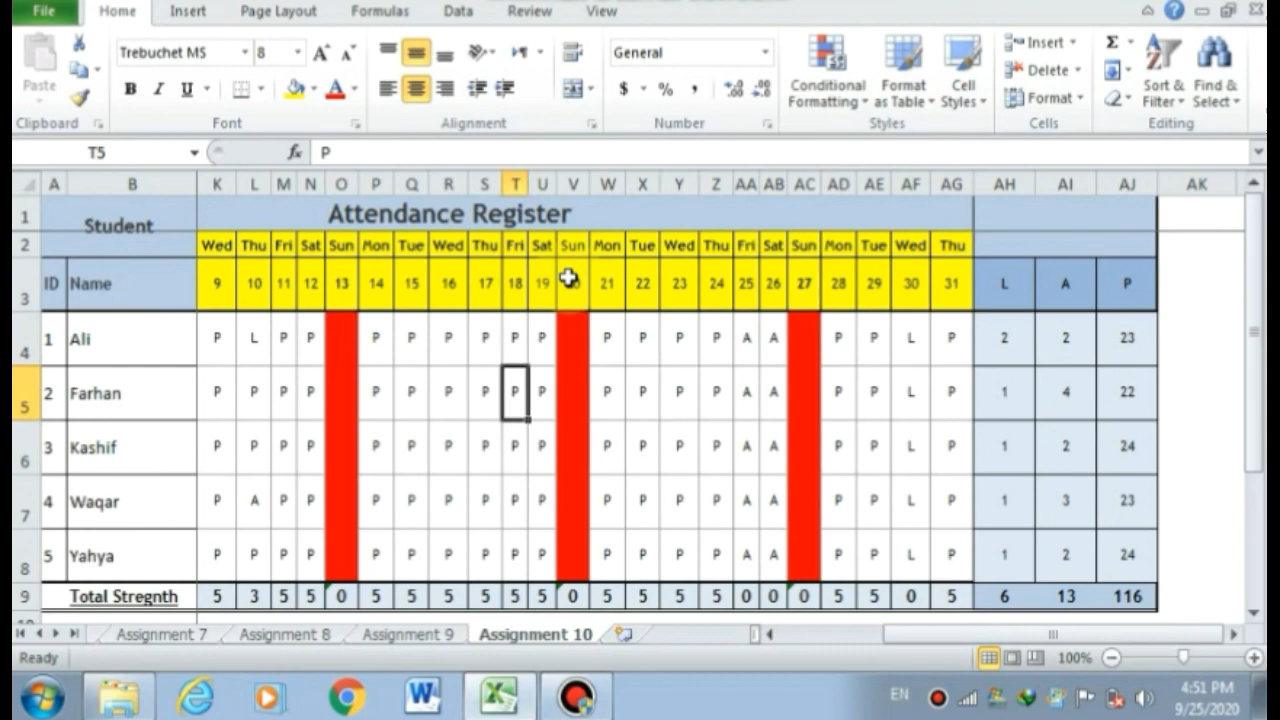 File Home Insert Page Layout Formulas Data Review View
Paste Trebuchet MS 8 General Conditional Formatting Format as Table Cell Styles Insert Delete Format Sort & Filter Find & Select
B I U $ % ,
Clipboard Font Alignment Number Styles Cells Editing
T5 fx P
A B K L M N O P Q R S T U V W X Y Z AA AB AC AD AE AF AG AH AI AJ AK
1 Student Attendance Register
2 Wed Thu Fri Sat Sun Mon Tue Wed Thu Fri Sat Sun Mon Tue Wed Thu Fri Sat Sun Mon Tue Wed Thu
3 ID Name 9 10 11 12 13 14 15 16 17 18 19 21 22 23 24 25 26 27 28 29 30 31 L A P
4 1 Ali P L P P P P P P P P P P P P A A P P L P 2 2 23
5 2 Farhan P P P P P P P P P P P P P P A A P P L P 1 4 22
6 3 Kashif P P P P P P P P P P P P P P A A P P L P 1 2 24
7 4 Waqar P A P P P P P P P P P P P P A A P P L P 1 3 23
8 5 Yahya P P P P P P P P P P P P P P A A P P L P 1 2 24
9 Total Stregnth 5 3 5 5 0 5 5 5 5 5 5 0 5 5 5 5 0 0 0 5 5 0 5 6 13 116
Assignment 7 Assignment 8 Assignment 9 Assignment 10
Ready 100%
EN 4:51 PM
9/25/2020